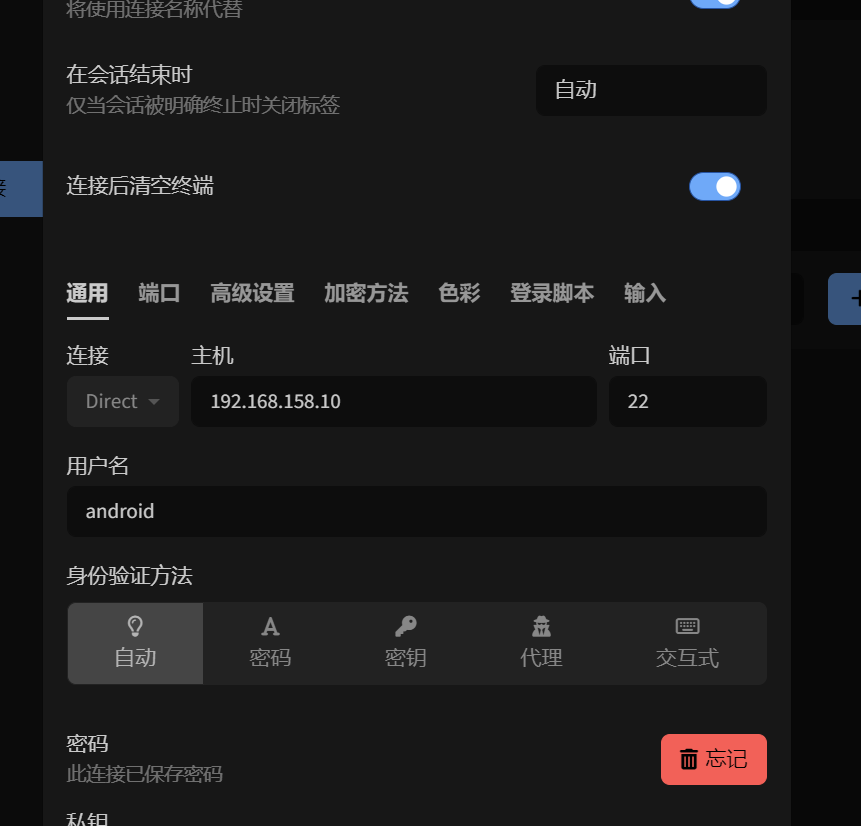 将使用连接名称代替
在会话结束时
仅当会话被明确终止时关闭标签
自动
连接后清空终端
通用 端口 高级设置 加密方法 色彩 登录脚本 输入
连接 主机 端口
Direct 192.168.158.10 22
用户名
android
身份验证方法
自动 密码 密钥 代理 交互式
密码
此连接已保存密码
忘记
私钥